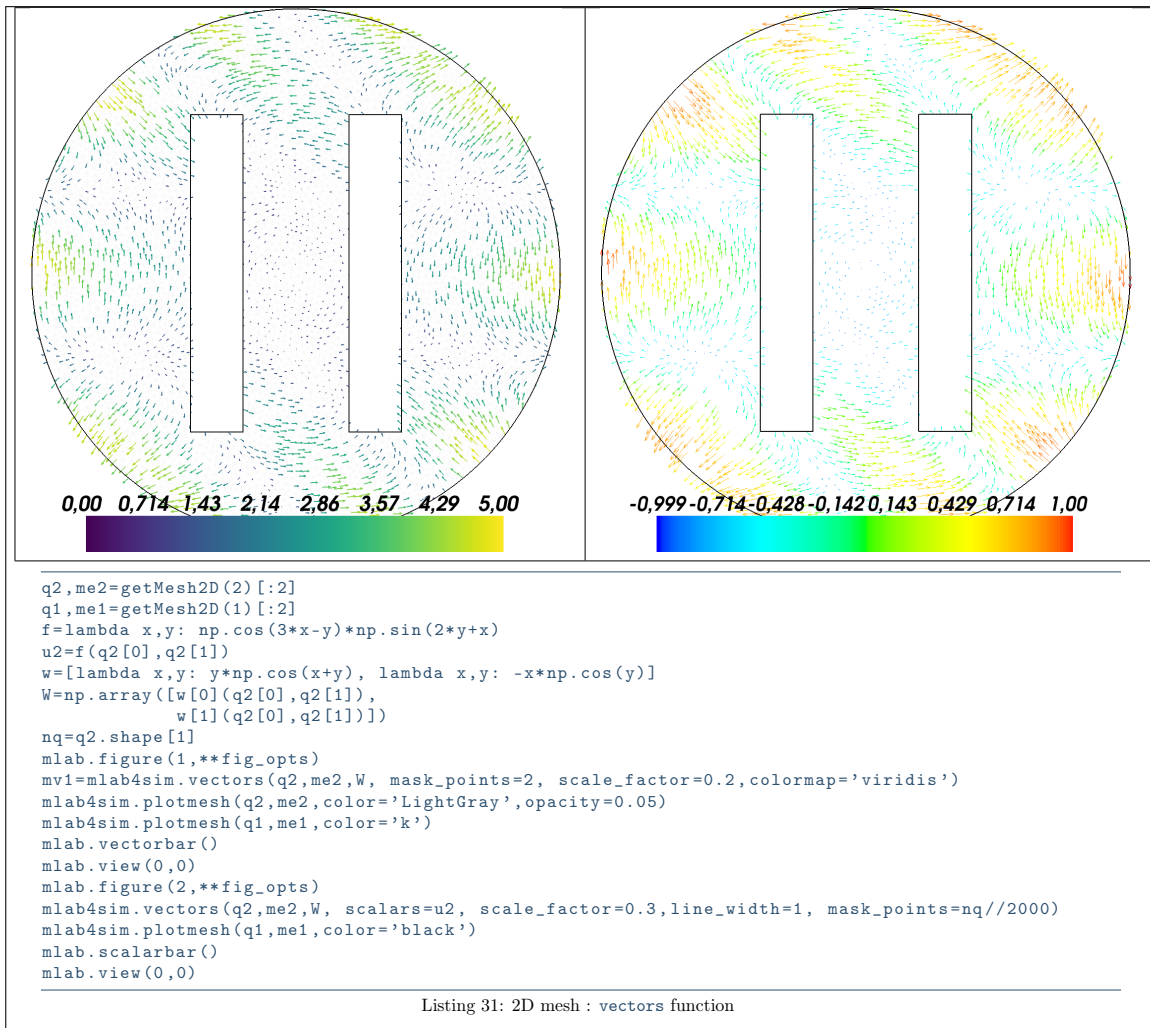 0,00 0,714 1,43 2,14 2,86 3,57 4,29 5,00
-0,999 -0,714 -0,428 -0,142 0,143 0,429 0,714 1,00
q2,me2=getMesh2D(2)[:2]
q1,me1=getMesh2D(1)[:2]
f=lambda x,y: np.cos(3*x-y)*np.sin(2*y+x)
u2=f(q2[0],q2[1])
w=[lambda x,y: y*np.cos(x+y), lambda x,y: -x*np.cos(y)]
W=np.array([w[0](q2[0],q2[1]),
            w[1](q2[0],q2[1])])
nq=q2.shape[1]
mlab.figure(1,**fig_opts)
mv1=mlab4sim.vectors(q2,me2,W, mask_points=2, scale_factor=0.2,colormap='viridis')
mlab4sim.plotmesh(q2,me2,color='LightGray',opacity=0.05)
mlab4sim.plotmesh(q1,me1,color='k')
mlab.vectorbar()
mlab.view(0,0)
mlab.figure(2,**fig_opts)
mlab4sim.vectors(q2,me2,W, scalars=u2, scale_factor=0.3,line_width=1, mask_points=nq//2000)
mlab4sim.plotmesh(q1,me1,color='black')
mlab.scalarbar()
mlab.view(0,0)
Listing 31: 2D mesh : vectors function